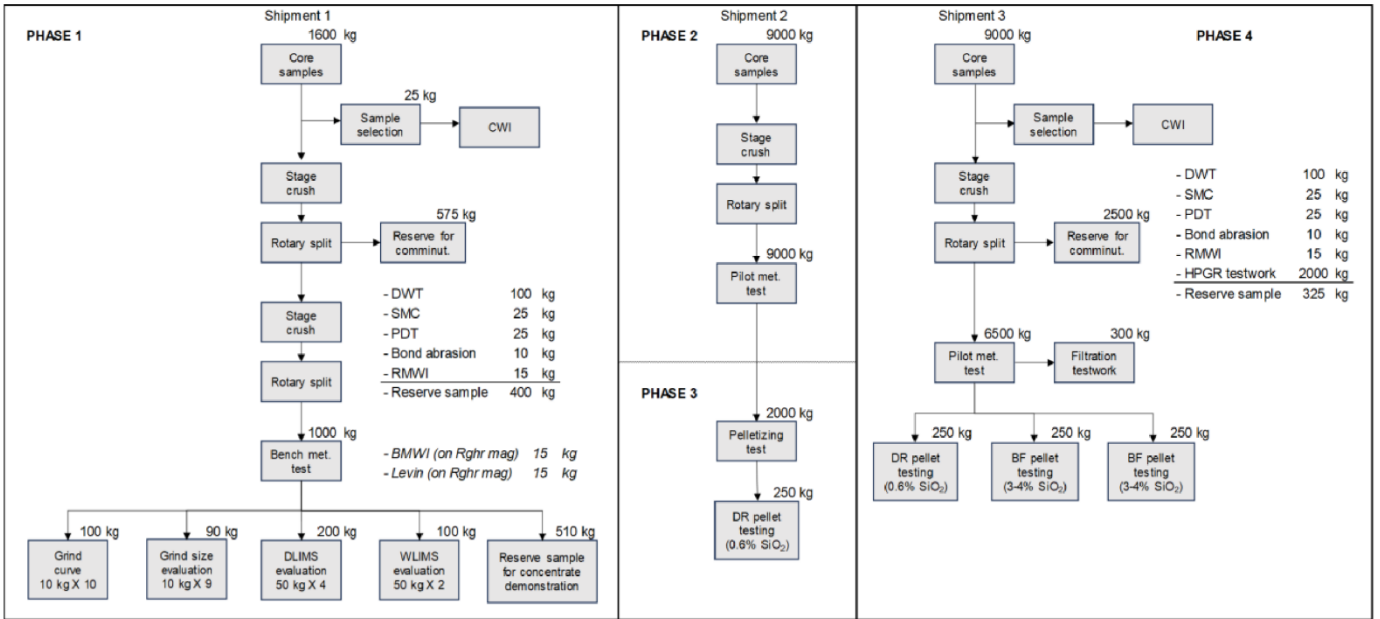 Shipment 1
PHASE 1
1600 kg
Core
samples
25 kg
Sample
selection
CWI
Stage
crush
575 kg
Rotary split
Reserve for
comminut.
- DWT 100 kg
- SMC 25 kg
- PDT 25 kg
- Bond abrasion 10 kg
- RMWI 15 kg
- Reserve sample 400 kg
Stage
crush
Rotary split
1000 kg
Bench met.
test
- BMWI (on Rghr mag) 15 kg
- Levin (on Rghr mag) 15 kg
100 kg
Grind
curve
10 kg X 10
90 kg
Grind size
evaluation
10 kg X 9
200 kg
DLIMS
evaluation
50 kg X 4
100 kg
WLIMS
evaluation
50 kg X 2
510 kg
Reserve sample
for concentrate
demonstration
Shipment 2
PHASE 2
9000 kg
Core
samples
Stage
crush
Rotary split
9000 kg
Pilot met.
test
PHASE 3
2000 kg
Pelletizing
test
250 kg
DR pellet
testing
(0.6% SiO₂)
Shipment 3
9000 kg
PHASE 4
Core
samples
Sample
selection
CWI
Stage
crush
2500 kg
Rotary split
Reserve for
comminut.
- DWT 100 kg
- SMC 25 kg
- PDT 25 kg
- Bond abrasion 10 kg
- RMWI 15 kg
- HPGR testwork 2000 kg
- Reserve sample 325 kg
6500 kg
Pilot met.
test
300 kg
Filtration
testwork
250 kg
DR pellet
testing
(0.6% SiO₂)
250 kg
BF pellet
testing
(3-4% SiO₂)
250 kg
BF pellet
testing
(3-4% SiO₂)